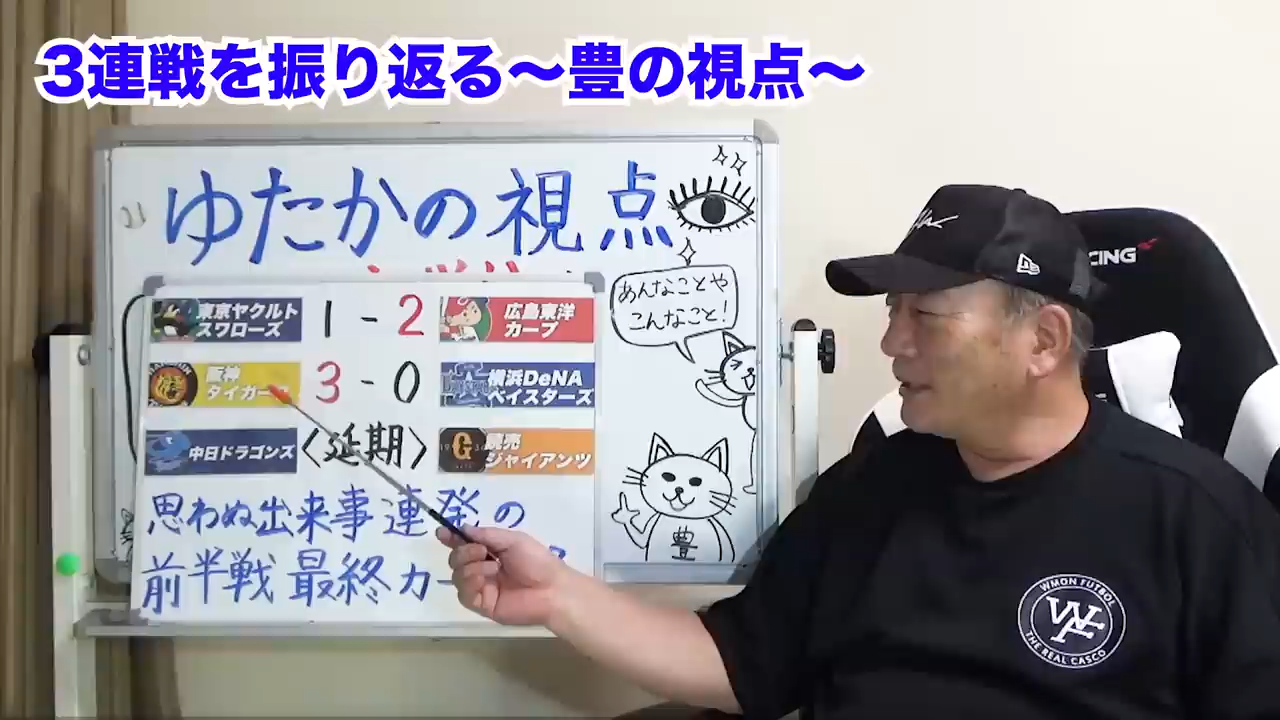 3連戦を振り返る〜豊の視点〜
ゆたかの視点
あんなことや
こんなこと!
東京ヤクルト
スワローズ
1 - 2
広島東洋
カープ
阪神
タイガー
3 - 0
横浜DeNA
ベイスターズ
中日ドラゴンズ
〈延期〉
読売
ジャイアンツ
思わぬ出来事連発の
前半戦最終カー
豊
CING
WMON FUTBOL
THE REAL CASCO